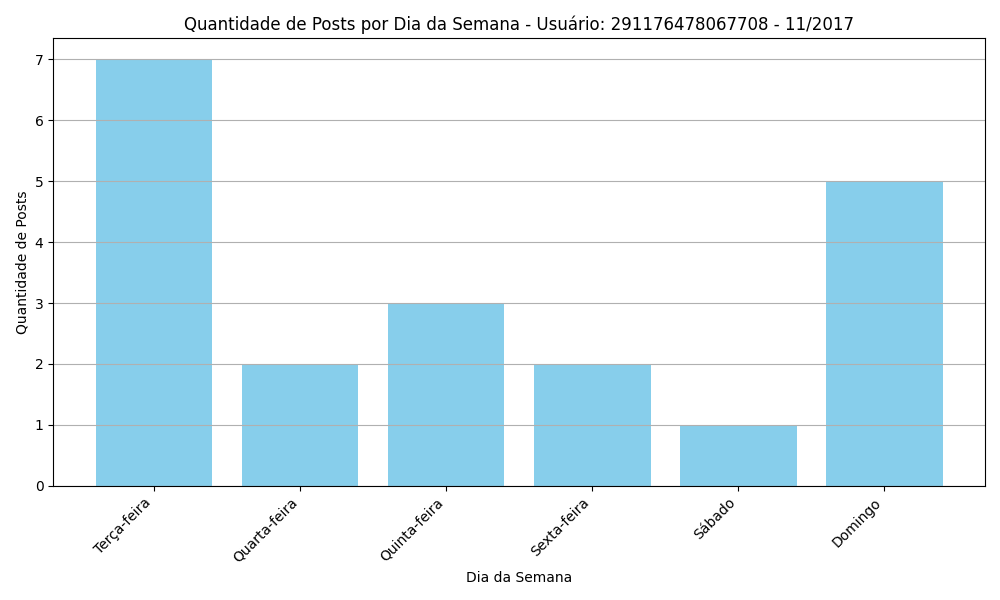 Quantidade de Posts por Dia da Semana - Usuário: 291176478067708 - 11/2017
Quantidade de Posts
7
6
5
4
3
2
1
0
Terça-feira
Quarta-feira
Quinta-feira
Sexta-feira
Sábado
Domingo
Dia da Semana